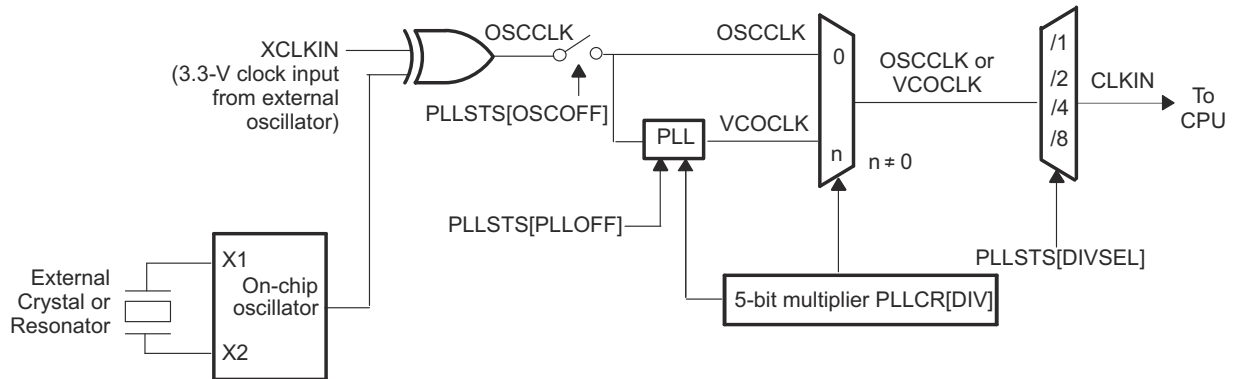 OSCCLK
XCLKIN
(3.3-V clock input
from external
oscillator)
PLLSTS[OSCOFF]
OSCCLK
0
OSCCLK or
VCOCLK
/1
/2
/4
/8
CLKIN
To
CPU
PLL
VCOCLK
n
n ≠ 0
PLLSTS[PLLOFF]
PLLSTS[DIVSEL]
5-bit multiplier PLLCR[DIV]
External
Crystal or
Resonator
X1
On-chip
oscillator
X2